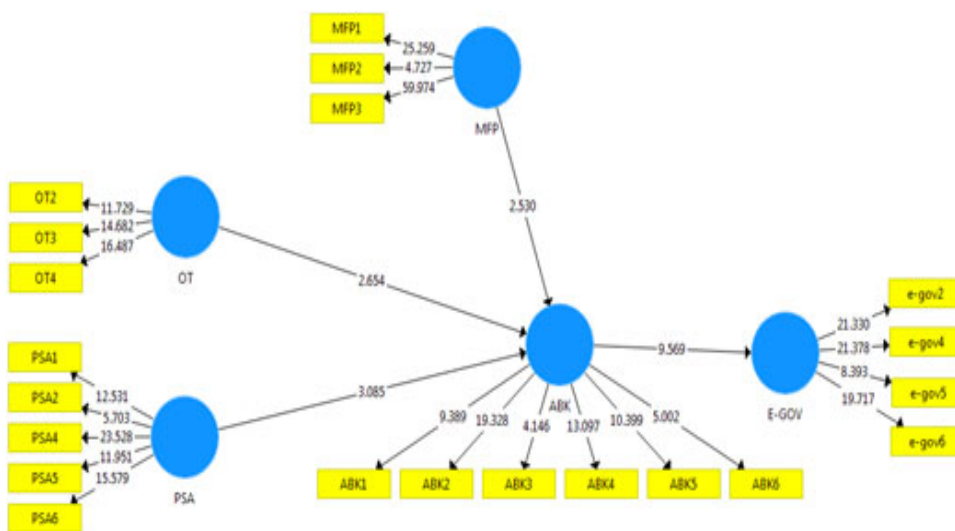 MFP1
MFP2
MFP3
25.259
4.727
59.974
MFP
2.530
OT2
OT3
OT4
11.729
14.682
16.487
OT
2.654
PSA1
PSA2
PSA4
PSA5
PSA6
12.531
5.703
23.528
11.951
15.579
PSA
3.085
ABK
9.569
9.389
19.328
4.146
13.097
10.399
5.002
ABK1
ABK2
ABK3
ABK4
ABK5
ABK6
E-GOV
21.330
21.378
8.393
19.717
e-gov2
e-gov4
e-gov5
e-gov6